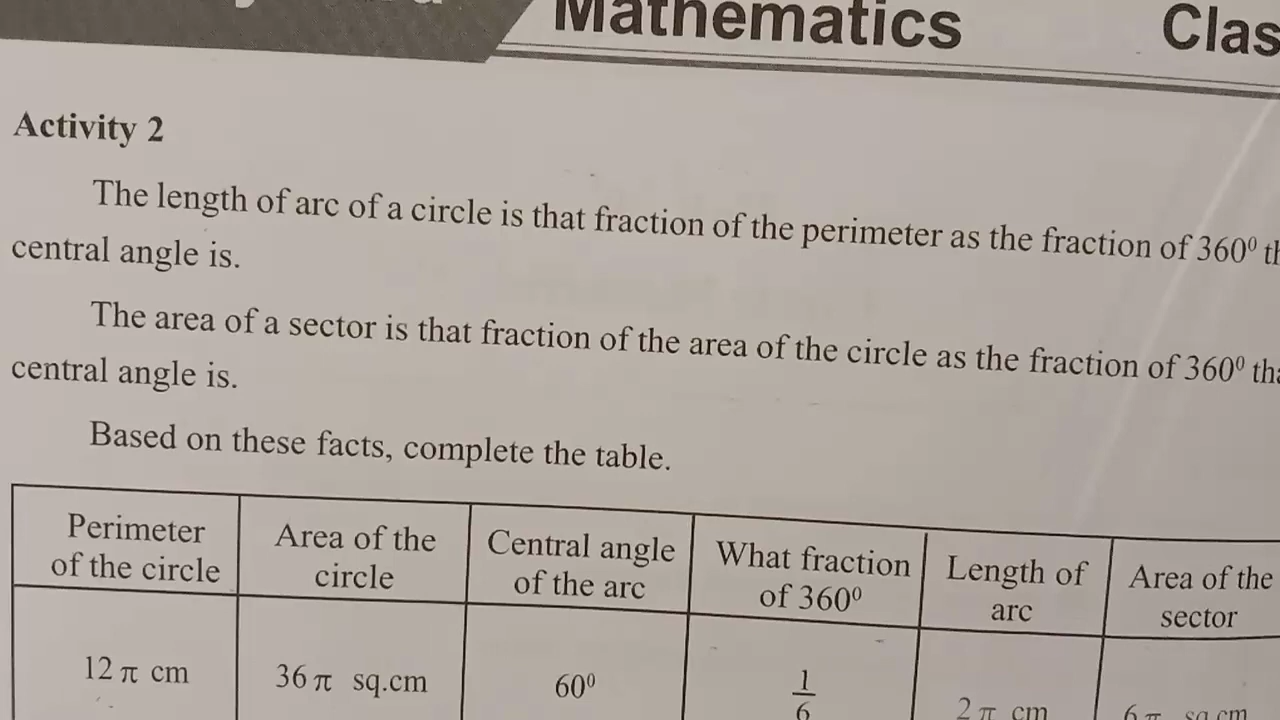 Mathematics Clas
Activity 2
The length of arc of a circle is that fraction of the perimeter as the fraction of 360⁰ th
central angle is.
The area of a sector is that fraction of the area of the circle as the fraction of 360⁰ tha
central angle is.
Based on these facts, complete the table.
Perimeter of the circle
Area of the circle
Central angle of the arc
What fraction of 360⁰
Length of arc
Area of the sector
12 π cm
36 π sq.cm
60⁰
1/6
2 π cm
6 π sq cm